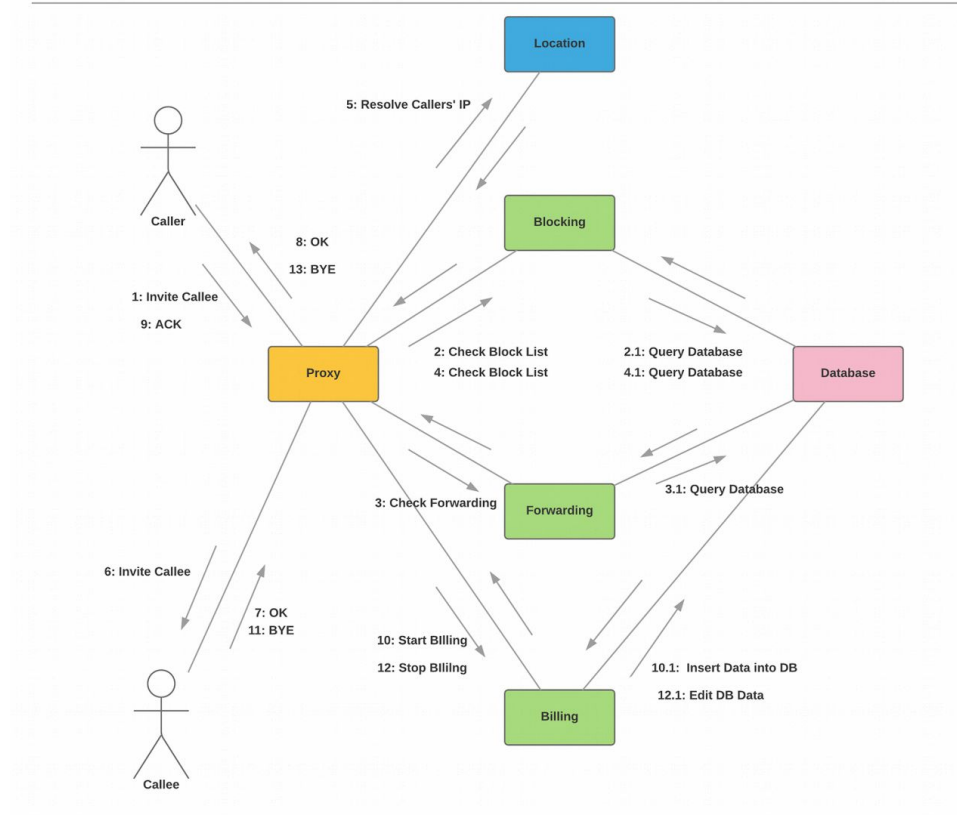 Location
5: Resolve Callers' IP
Caller
Blocking
8: OK
13: BYE
1: Invite Callee
9: ACK
2: Check Block List
4: Check Block List
2.1: Query Database
4.1: Query Database
Proxy
Database
3: Check Forwarding
3.1: Query Database
Forwarding
6: Invite Callee
7: OK
11: BYE
10: Start BIlling
12: Stop BIlilng
10.1:  Insert Data into DB
12.1: Edit DB Data
Billing
Callee